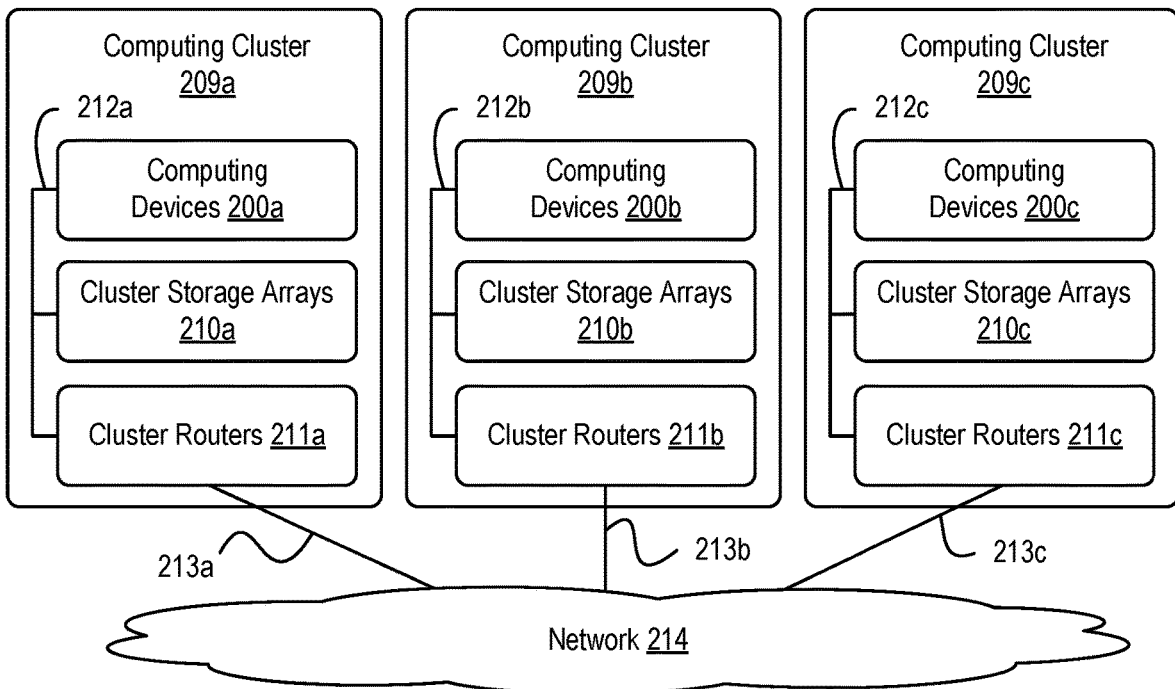 Computing Cluster
209a
212a
Computing
Devices 200a
Cluster Storage Arrays
210a
Cluster Routers 211a
Computing Cluster
209b
212b
Computing
Devices 200b
Cluster Storage Arrays
210b
Cluster Routers 211b
Computing Cluster
209c
212c
Computing
Devices 200c
Cluster Storage Arrays
210c
Cluster Routers 211c
213a
213b
213c
Network 214